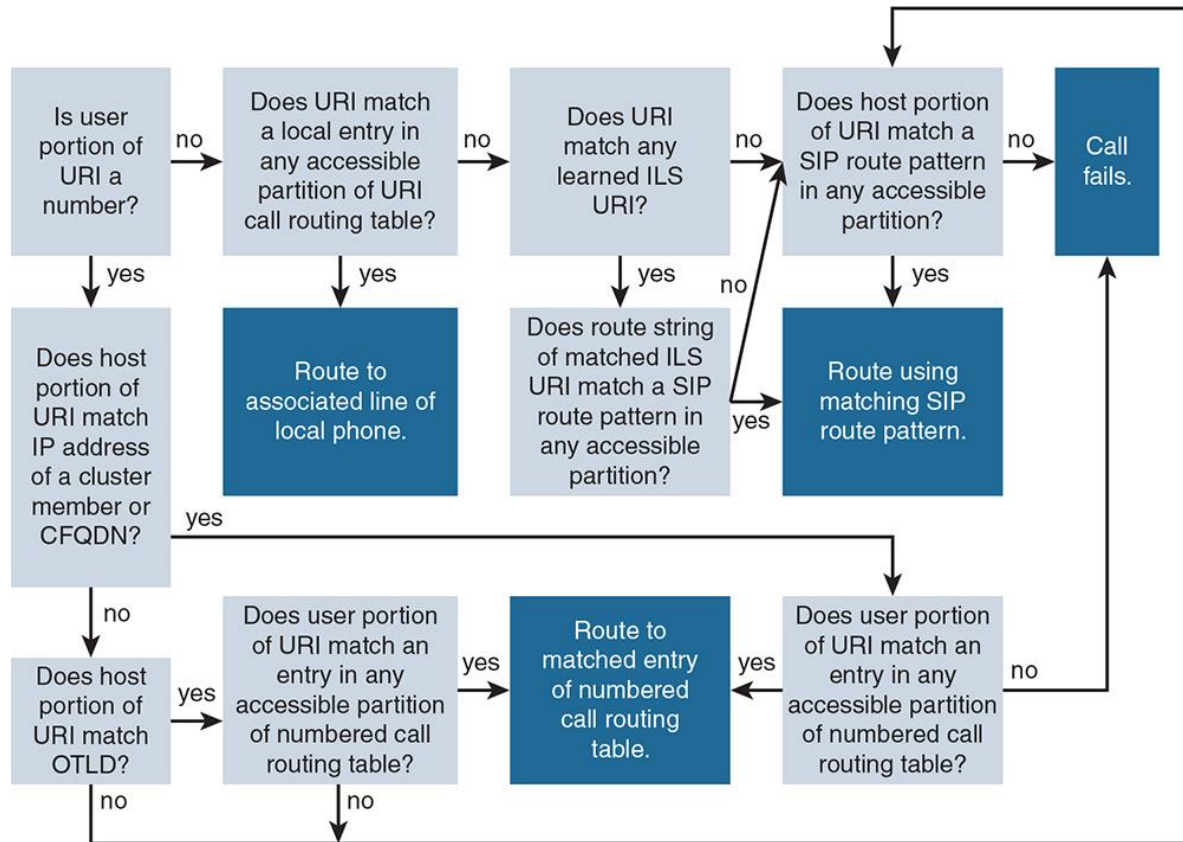 Is user
portion of
URI a
number?
no
Does URI match
a local entry in
any accessible
partition of URI
call routing table?
no
Does URI
match any
learned ILS
URI?
no
Does host portion
of URI match a
SIP route pattern
in any accessible
partition?
no
Call
fails.
yes
yes
yes
no
yes
Does host
portion of
URI match
IP address
of a cluster
member or
CFQDN?
Route to
associated line of
local phone.
Does route string
of matched ILS
URI match a SIP
route pattern in
any accessible
partition?
yes
Route using
matching SIP
route pattern.
yes
no
Does host
portion of
URI match
OTLD?
yes
Does user portion
of URI match an
entry in any
accessible partition
of numbered call
routing table?
yes
Route to
matched entry
of numbered
call routing
table.
yes
Does user portion
of URI match an
entry in any
accessible partition
of numbered call
routing table?
no
no
no